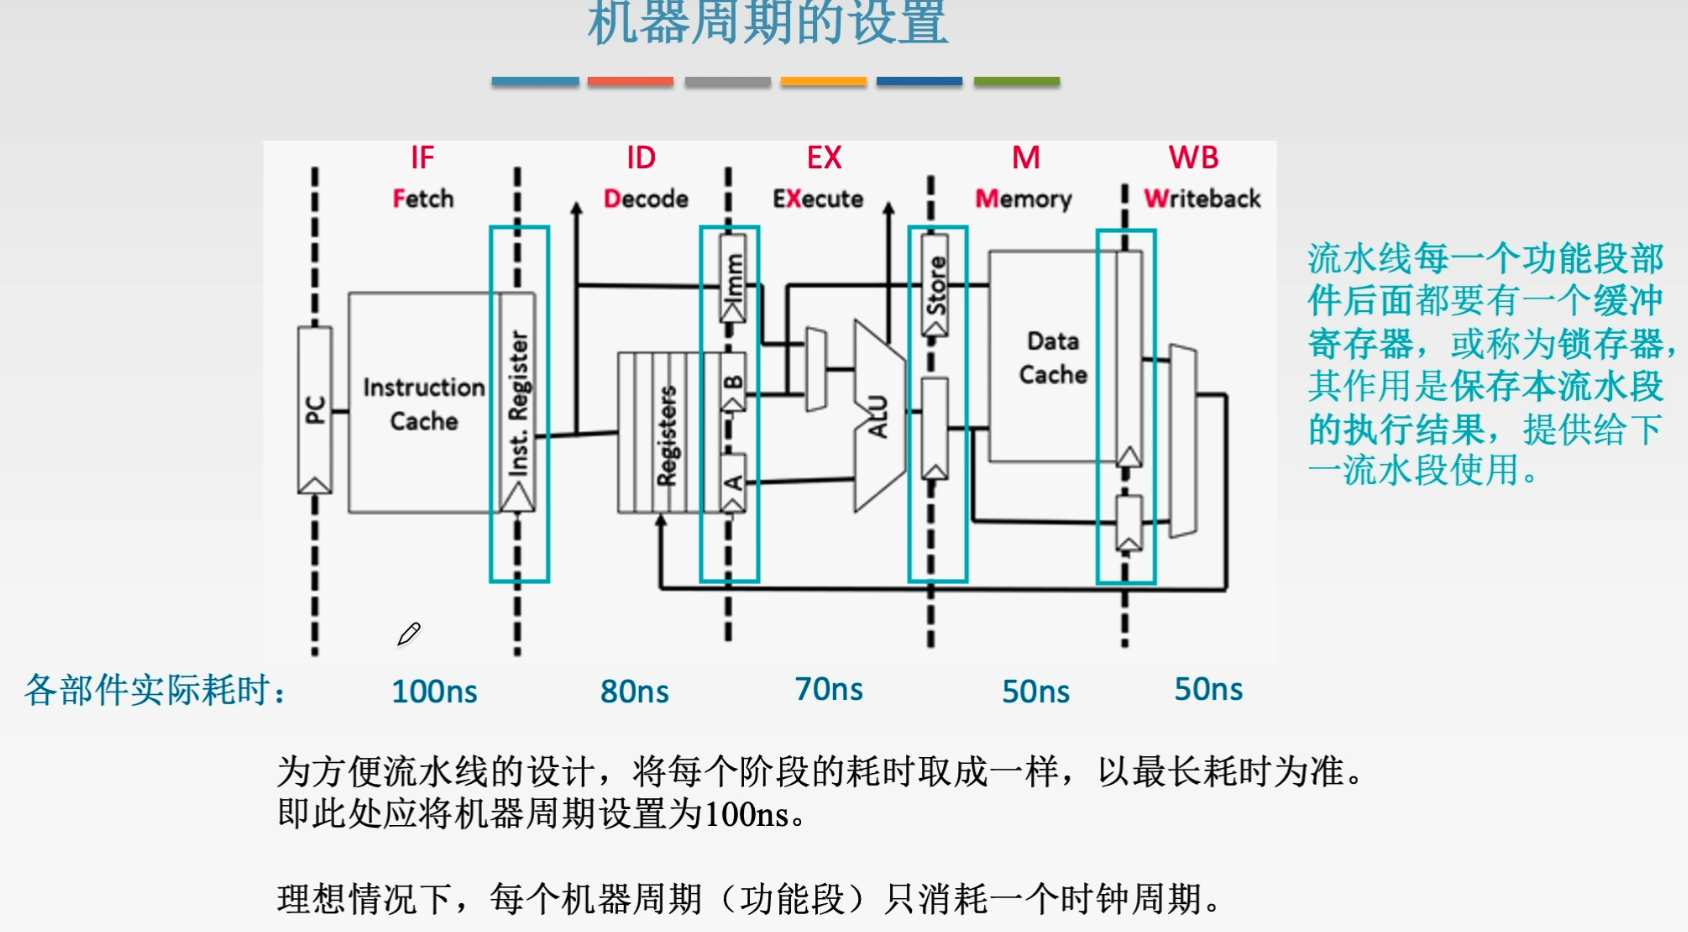 机器周期的设置
IF
ID
EX
M
WB
Fetch
Decode
EXecute
Memory
Writeback
PC
Instruction
Cache
Inst. Register
Registers
Imm
B
A
ALU
Store
Data
Cache
流水线每一个功能段部
件后面都要有一个缓冲
寄存器，或称为锁存器，
其作用是保存本流水段
的执行结果，提供给下
一流水段使用。
各部件实际耗时：
100ns
80ns
70ns
50ns
50ns
为方便流水线的设计，将每个阶段的耗时取成一样，以最长耗时为准。
即此处应将机器周期设置为100ns。
理想情况下，每个机器周期（功能段）只消耗一个时钟周期。